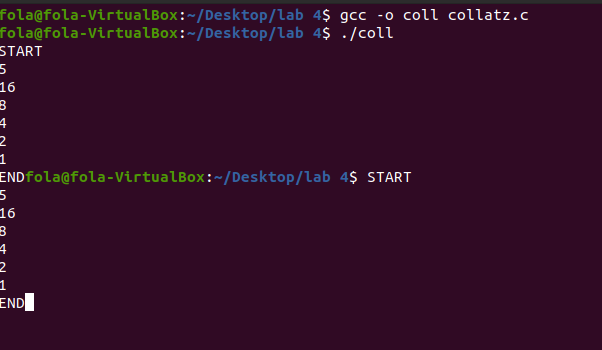 fola@fola-VirtualBox:~/Desktop/lab 4$ gcc -o coll collatz.c
fola@fola-VirtualBox:~/Desktop/lab 4$ ./coll
START
5
16
8
4
2
1
ENDfola@fola-VirtualBox:~/Desktop/lab 4$ START
5
16
8
4
2
1
END